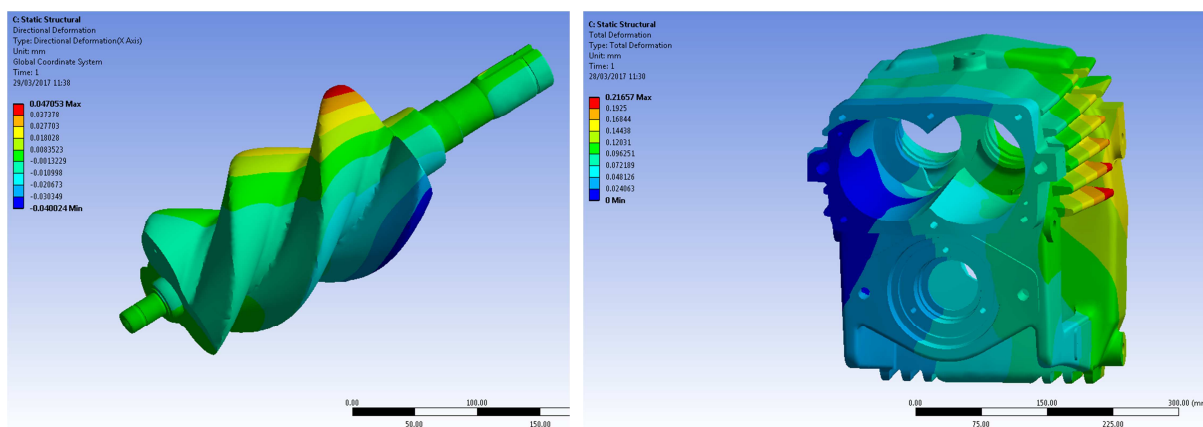 C: Static Structural
Directional Deformation
Type: Directional Deformation(X Axis)
Unit: mm
Global Coordinate System
Time: 1
29/03/2017 11:38
0.047053 Max
0.037378
0.027703
0.018028
0.0083523
-0.0013229
-0.010998
-0.020673
-0.030349
-0.040024 Min
0.00
100.00
50.00
150.00
C: Static Structural
Total Deformation
Type: Total Deformation
Unit: mm
Time: 1
28/03/2017 11:30
0.21657 Max
0.1925
0.16844
0.14438
0.12031
0.096251
0.072189
0.048126
0.024063
0 Min
0.00
150.00
300.00 (mm
75.00
225.00